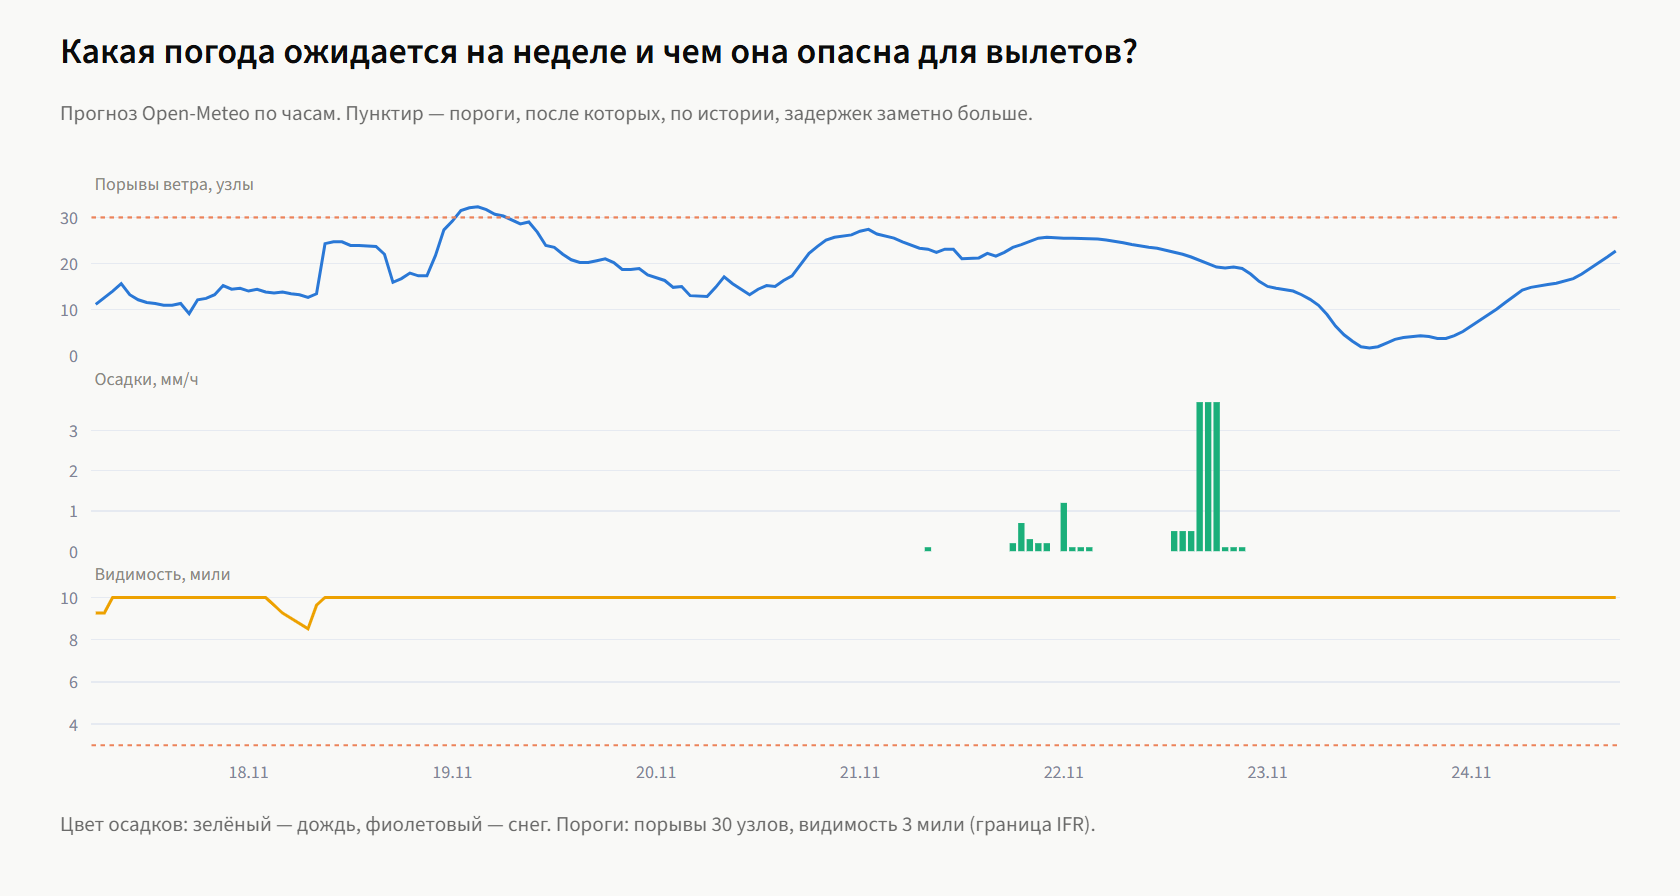 Какая погода ожидается на неделе и чем она опасна для вылетов?
Прогноз Open-Meteo по часам. Пунктир — пороги, после которых, по истории, задержек заметно больше.
Порывы ветра, узлы
30
20
10
0
Осадки, мм/ч
3
2
1
0
Видимость, мили
10
8
6
4
18.11 19.11 20.11 21.11 22.11 23.11 24.11
Цвет осадков: зелёный — дождь, фиолетовый — снег. Пороги: порывы 30 узлов, видимость 3 мили (граница IFR).